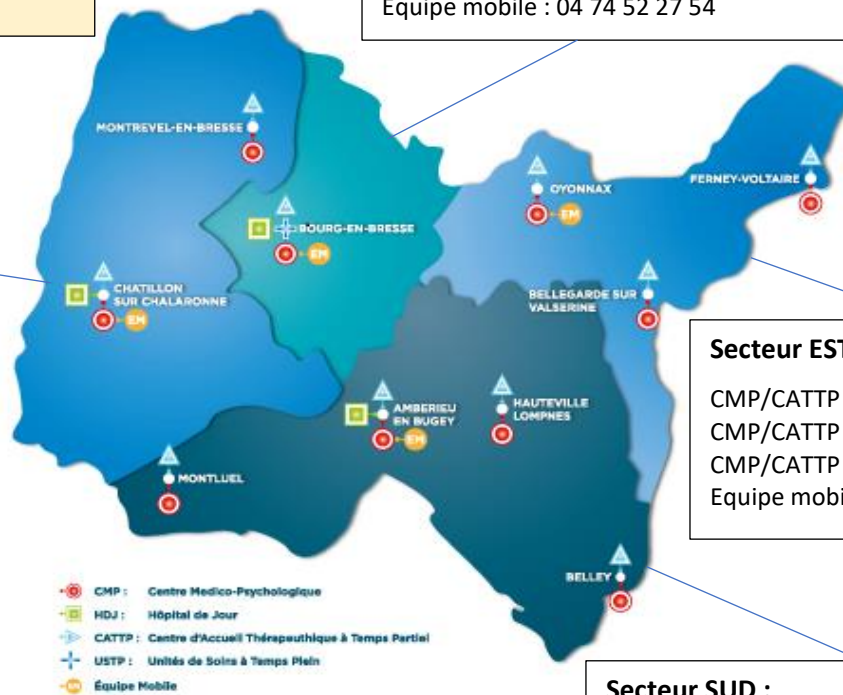 Equipe mobile : 04 74 52 27 54
MONTREVEL-EN-BRESSE
OYONNAX
FERNEY-VOLTAIRE
BOURG-EN-BRESSE
EM
EM
CHATILLON
SUR CHALARONNE
EM
BELLEGARDE SUR
VALSERINE
Secteur EST
CMP/CATTP
CMP/CATTP
CMP/CATTP
Equipe mobi
AMBERIEU
EN BUGEY
EM
HAUTEVILLE
LOMPNES
MONTLUEL
BELLEY
CMP : Centre Medico-Psychologique
HDJ : Hôpital de Jour
CATTP : Centre d'Accueil Thérapeuthique à Temps Partiel
USTP : Unités de Soins à Temps Plein
EM Équipe Mobile
Secteur SUD :